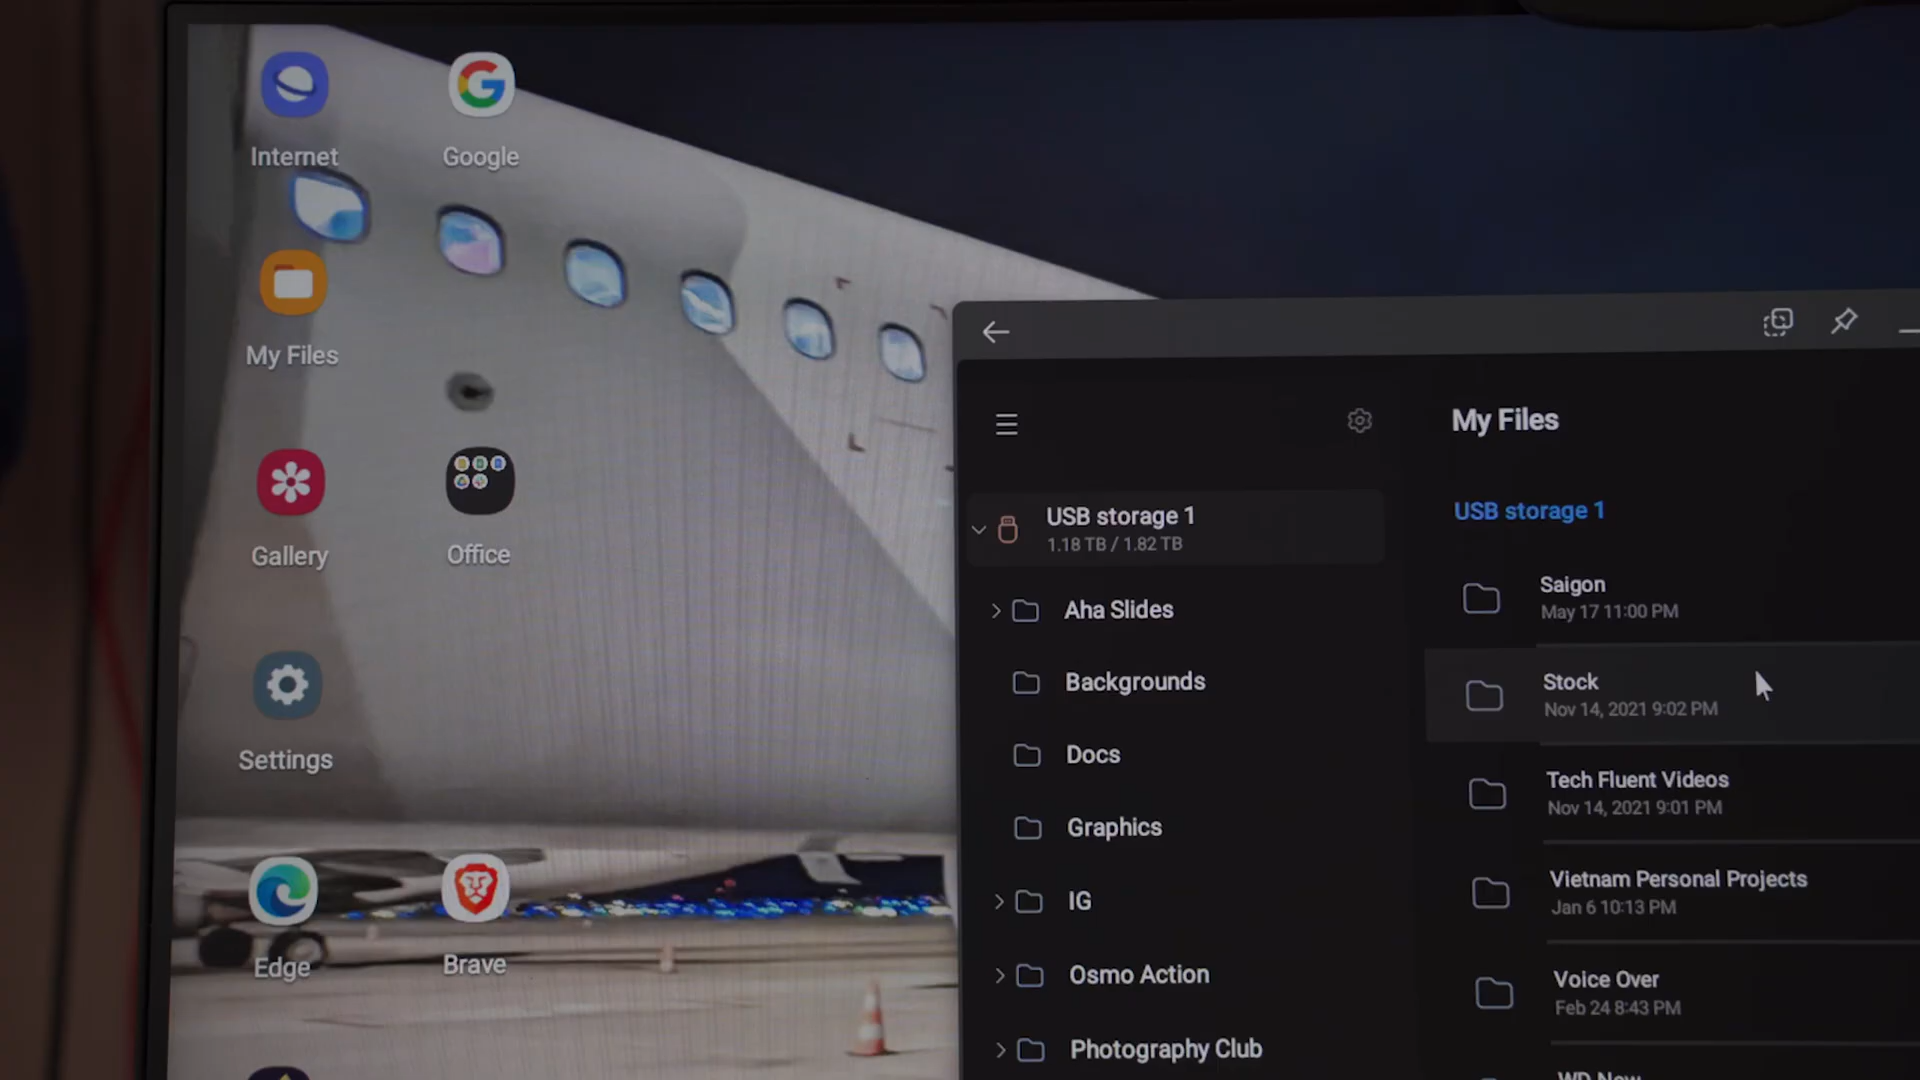 Internet
Google
My Files
Gallery
Office
Settings
Edge
Brave
USB storage 1
1.18 TB / 1.82 TB
Aha Slides
Backgrounds
Docs
Graphics
IG
Osmo Action
Photography Club
My Files
USB storage 1
Saigon
May 17 11:00 PM
Stock
Nov 14, 2021 9:02 PM
Tech Fluent Videos
Nov 14, 2021 9:01 PM
Vietnam Personal Projects
Jan 6 10:13 PM
Voice Over
Feb 24 8:43 PM